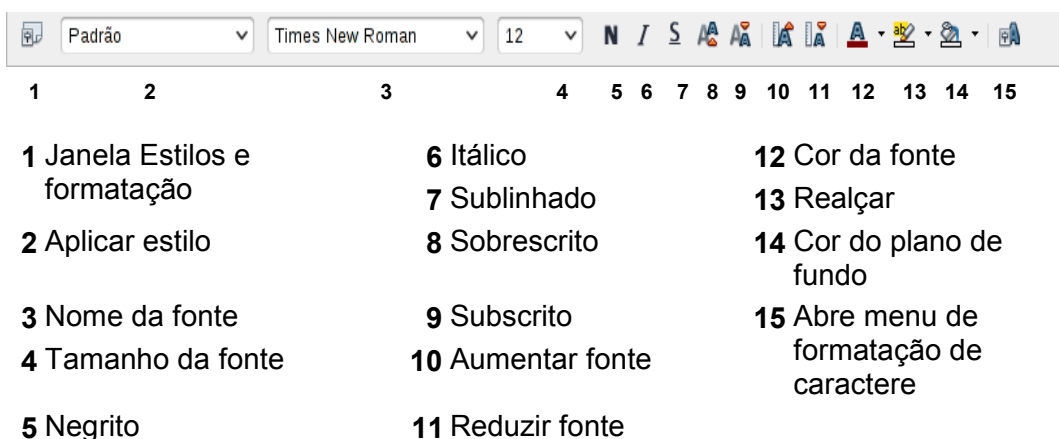 Padrão Times New Roman 12 N I S A
1 2 3 4 5 6 7 8 9 10 11 12 13 14 15
1 Janela Estilos e
formatação
2 Aplicar estilo
3 Nome da fonte
4 Tamanho da fonte
5 Negrito
6 Itálico
7 Sublinhado
8 Sobrescrito
9 Subscrito
10 Aumentar fonte
11 Reduzir fonte
12 Cor da fonte
13 Realçar
14 Cor do plano de
fundo
15 Abre menu de
formatação de
caractere